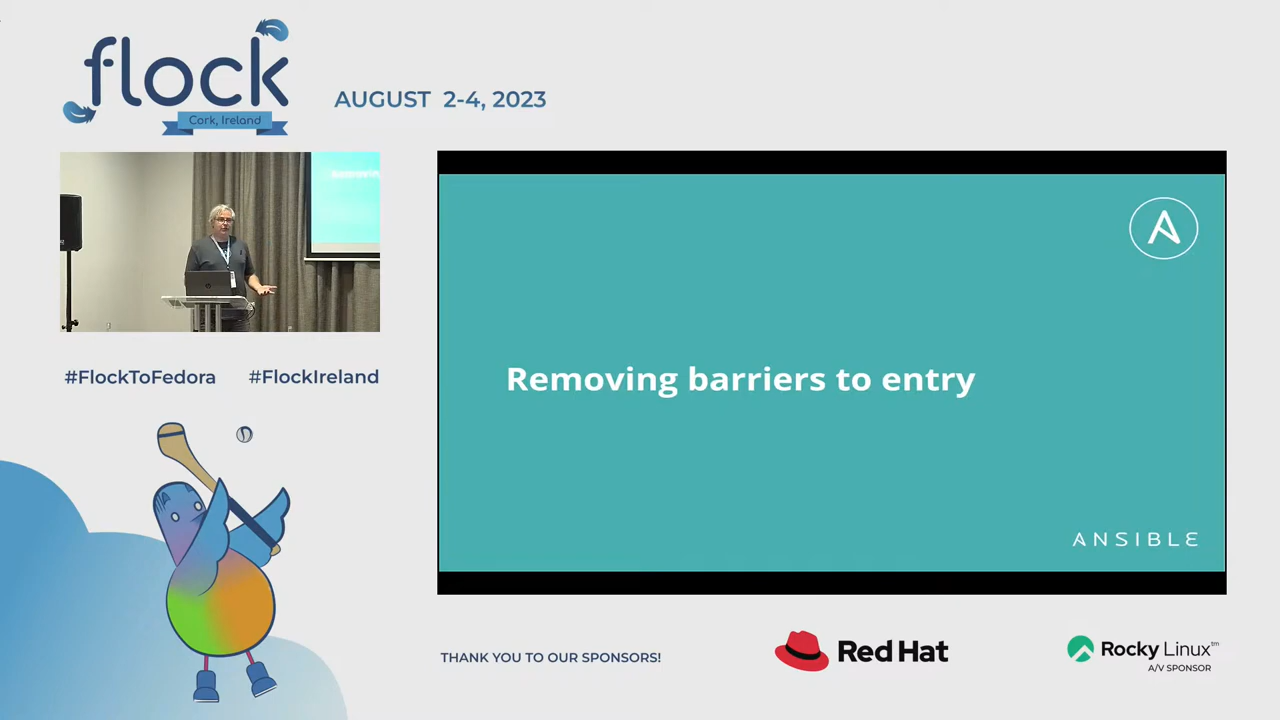 flock
Cork, Ireland
AUGUST 2-4, 2023
#FlockToFedora #FlockIreland
Removing barriers to entry
ANSIBLE
THANK YOU TO OUR SPONSORS!
Red Hat
Rocky Linux™
A/V SPONSOR